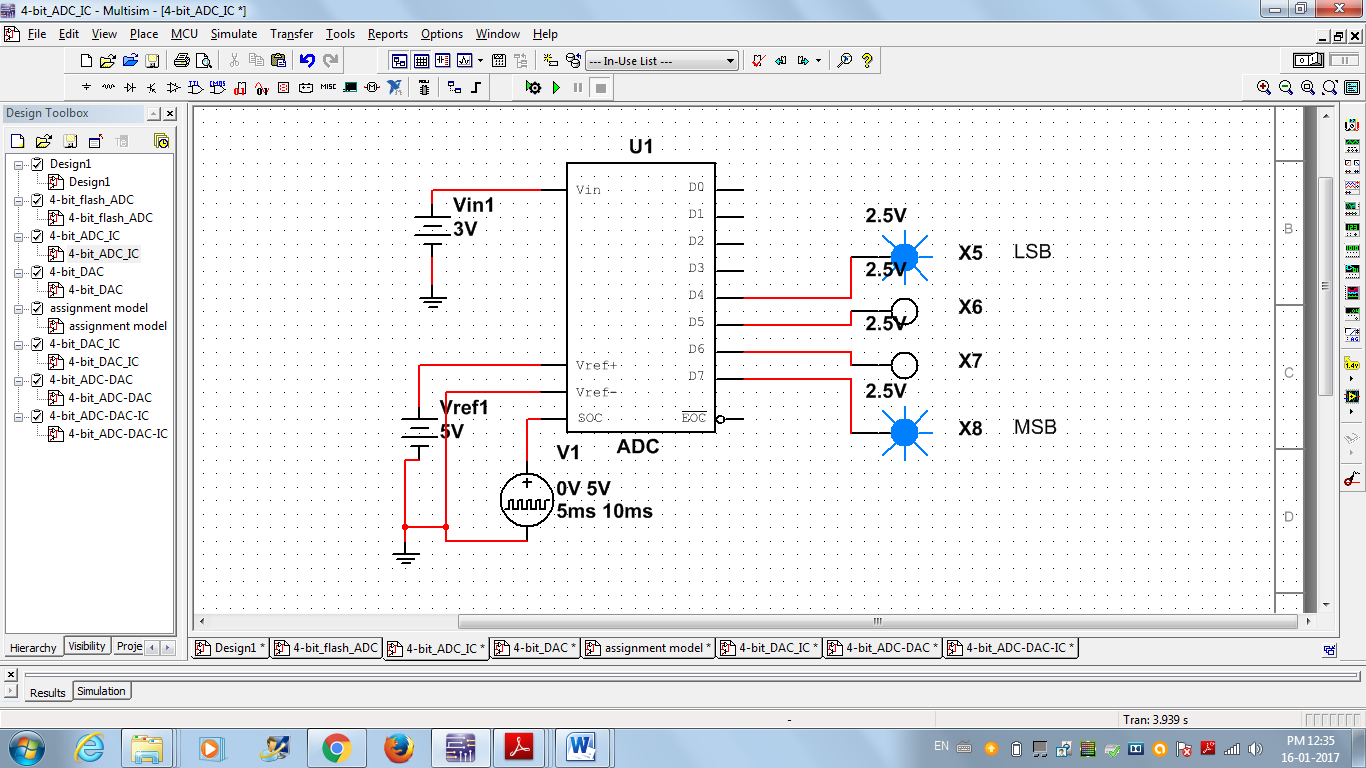 4-bit_ADC_IC - Multisim - [4-bit_ADC_IC *]
File Edit View Place MCU Simulate Transfer Tools Reports Options Window Help
--- In-Use List ---
MISC
Design Toolbox
Design1
Design1
4-bit_flash_ADC
4-bit_flash_ADC
4-bit_ADC_IC
4-bit_ADC_IC
4-bit_DAC
4-bit_DAC
assignment model
assignment model
4-bit_DAC_IC
4-bit_DAC_IC
4-bit_ADC-DAC
4-bit_ADC-DAC
4-bit_ADC-DAC-IC
4-bit_ADC-DAC-IC
Hierarchy Visibility Proje
U1
Vin
Vin1
3V
D0
D1
D2
D3
D4
D5
D6
D7
Vref+
Vref-
SOC
EOC
ADC
Vref1
5V
V1
0V 5V
5ms 10ms
2.5V
X5 LSB
2.5V
X6
2.5V
X7
2.5V
X8 MSB
B
C
D
1.4v
Design1 * 4-bit_flash_ADC 4-bit_ADC_IC * 4-bit_DAC * assignment model * 4-bit_DAC_IC * 4-bit_ADC-DAC * 4-bit_ADC-DAC-IC *
Results Simulation
- Tran: 3.939 s
EN
PM 12:35
16-01-2017